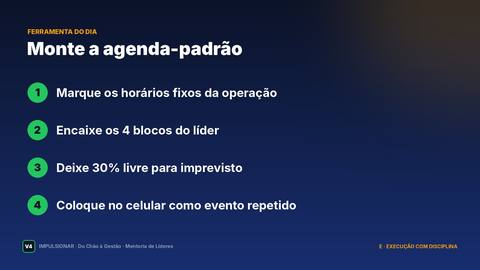 FERRAMENTA DO DIA
Monte a agenda-padrão
1 Marque os horários fixos da operação
2 Encaixe os 4 blocos do líder
3 Deixe 30% livre para imprevisto
4 Coloque no celular como evento repetido
V4 IMPULSIONAR · Do Chão à Gestão · Mentoria de Líderes
E · EXECUÇÃO COM DISCIPLINA